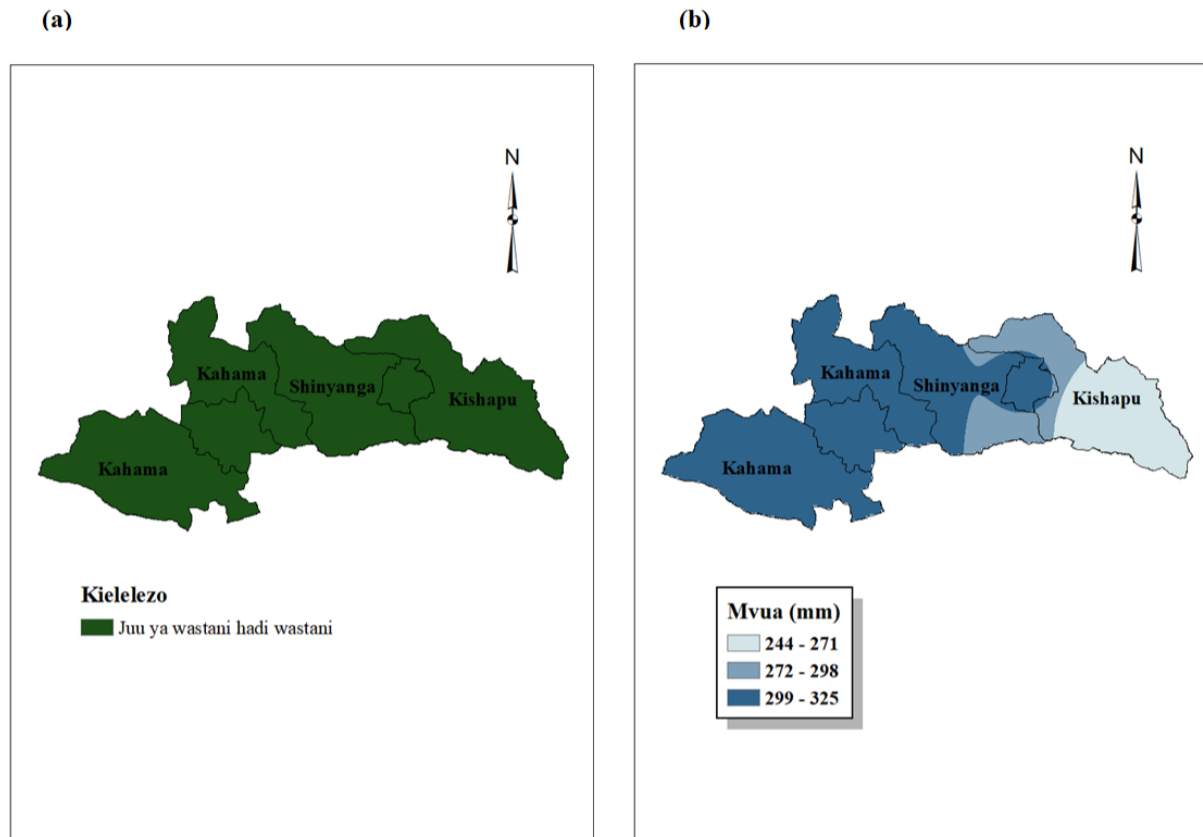 (a)
N
Kahama
Shinyanga
Kishapu
Kahama
Kielelezo
Juu ya wastani hadi wastani
(b)
N
Kahama
Shinyanga
Kishapu
Kahama
Mvua (mm)
244 - 271
272 - 298
299 - 325